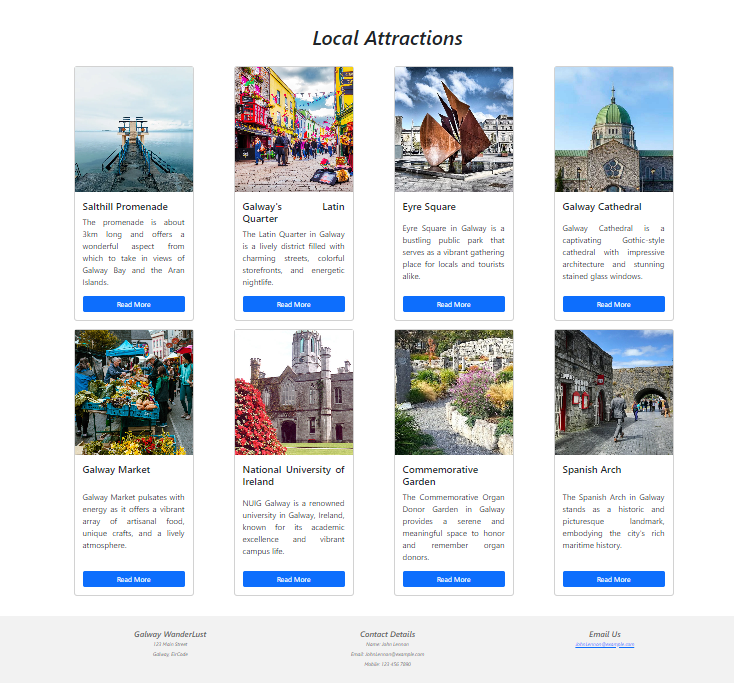 Local Attractions
Salthill Promenade
The promenade is about
3km long and offers a
wonderful aspect from
which to take in views of
Galway Bay and the Aran
Islands.
Read More
Galway's Latin
Quarter
The Latin Quarter in Galway
is a lively district filled with
charming streets, colorful
storefronts, and energetic
nightlife.
Read More
Eyre Square
Eyre Square in Galway is a
bustling public park that
serves as a vibrant gathering
place for locals and tourists
alike.
Read More
Galway Cathedral
Galway Cathedral is a
captivating Gothic-style
cathedral with impressive
architecture and stunning
stained glass windows.
Read More
Galway Market
Galway Market pulsates with
energy as it offers a vibrant
array of artisanal food,
unique crafts, and a lively
atmosphere.
Read More
National University of
Ireland
NUIG Galway is a renowned
university in Galway, Ireland,
known for its academic
excellence and vibrant
campus life.
Read More
Commemorative
Garden
The Commemorative Organ
Donor Garden in Galway
provides a serene and
meaningful space to honor
and remember organ
donors.
Read More
Spanish Arch
The Spanish Arch in Galway
stands as a historic and
picturesque landmark,
embodying the city's rich
maritime history.
Read More
Galway WanderLust
123 Main Street
Galway, EirCode
Contact Details
Name: John Lennon
Email: JohnLennon@example.com
Mobile: 123 456 7890
Email Us
JohnLennon@example.com